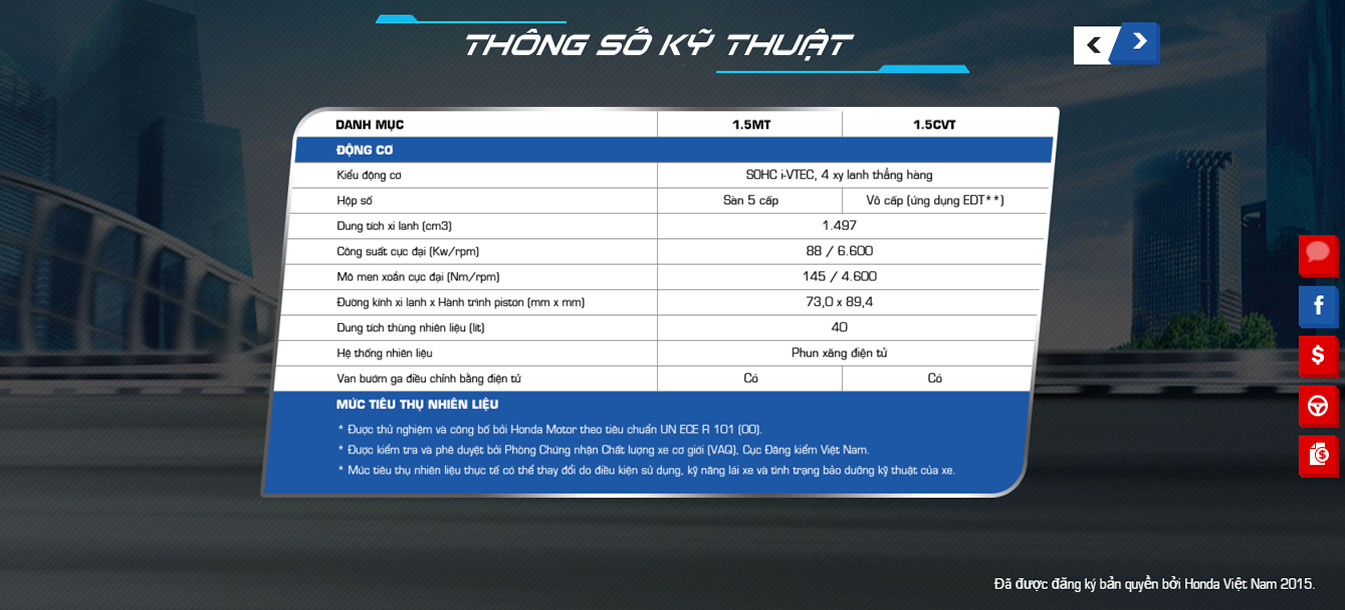 THÔNG SỐ KỸ THUẬT
DANH MỤC 1.5MT 1.5CVT
ĐỘNG CƠ
Kiểu động cơ SOHC i-VTEC, 4 xy lanh thẳng hàng
Hộp số Sàn 5 cấp Vô cấp (ứng dụng EDT**)
Dung tích xi lanh (cm3) 1.497
Công suất cực đại (Kw/rpm) 88 / 6.600
Mô men xoắn cực đại (Nm/rpm) 145 / 4.600
Đường kính xi lanh x Hành trình piston (mm x mm) 73,0 x 89,4
Dung tích thùng nhiên liệu (lít) 40
Hệ thống nhiên liệu Phun xăng điện tử
Van bướm ga điều chỉnh bằng điện tử Có Có
MỨC TIÊU THỤ NHIÊN LIỆU
* Được thử nghiệm và công bố bởi Honda Motor theo tiêu chuẩn UN ECE R 101 (00).
* Được kiểm tra và phê duyệt bởi Phòng Chứng nhận Chất lượng xe cơ giới (VAQ), Cục Đăng kiểm Việt Nam.
* Mức tiêu thụ nhiên liệu thực tế có thể thay đổi do điều kiện sử dụng, kỹ năng lái xe và tình trạng bảo dưỡng kỹ thuật của xe.
f
$
$
Đã được đăng ký bản quyền bởi Honda Việt Nam 2015.